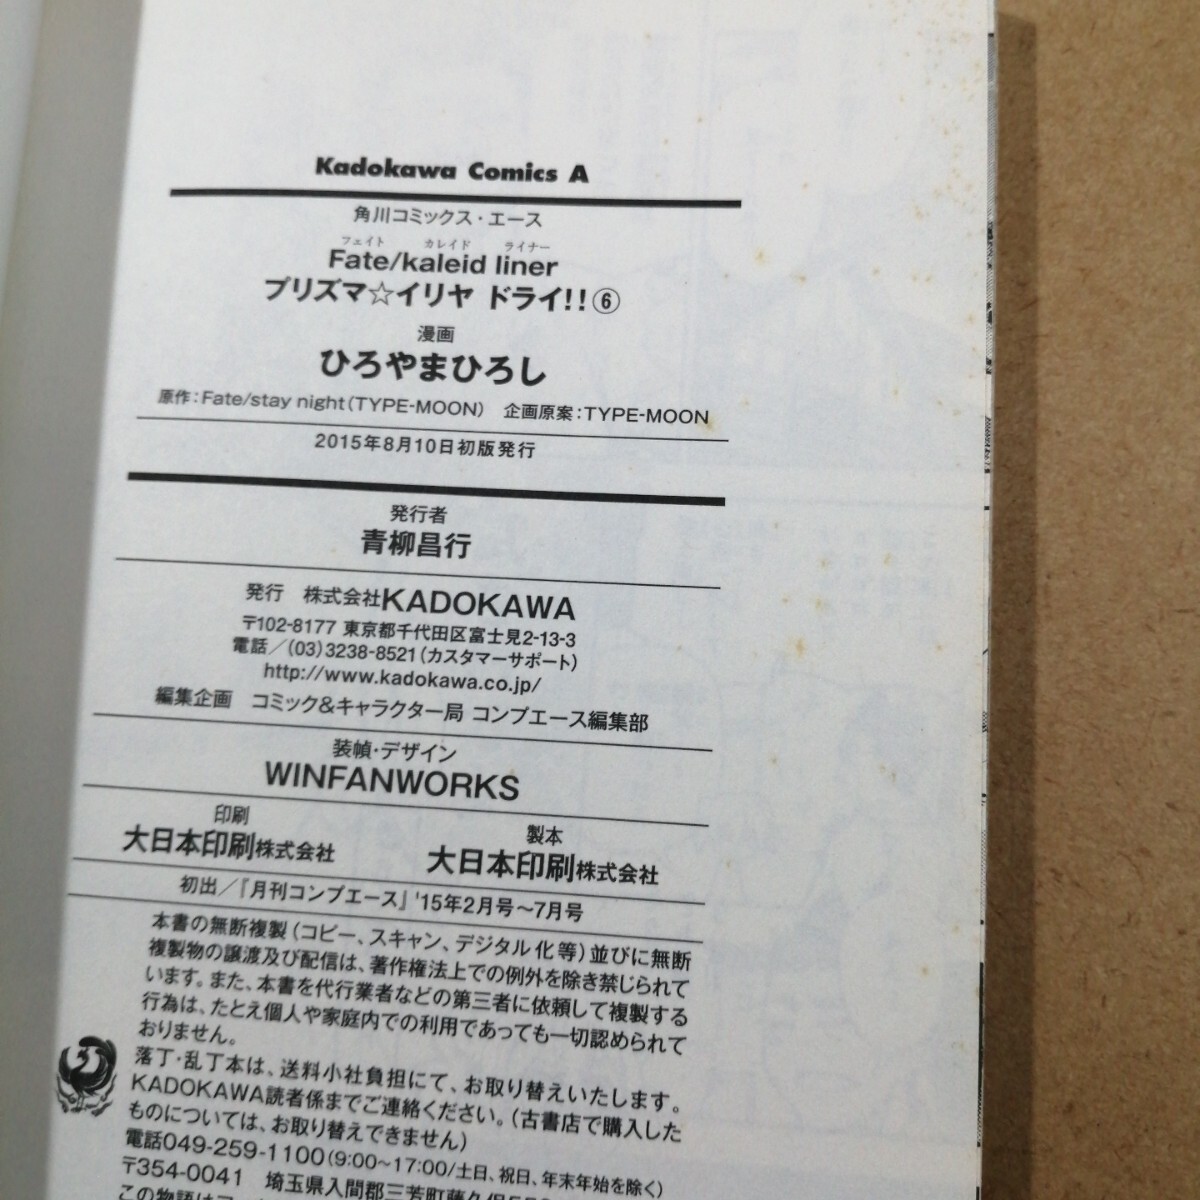 Kadokawa Comics A
角川コミックス・エース
フェイト カレイド ライナー
Fate/kaleid liner
プリズマ☆イリヤ ドライ!!⑥
漫画
ひろやまひろし
原作：Fate/stay night（TYPE-MOON） 企画原案：TYPE-MOON
2015年8月10日初版発行
発行者
青柳昌行
発行 株式会社KADOKAWA
〒102-8177 東京都千代田区富士見2-13-3
電話／(03)3238-8521（カスタマーサポート）
http://www.kadokawa.co.jp/
編集企画 コミック&キャラクター局 コンプエース編集部
装幀・デザイン
WINFANWORKS
印刷
大日本印刷株式会社
製本
大日本印刷株式会社
初出／『月刊コンプエース』'15年2月号～7月号
本書の無断複製（コピー、スキャン、デジタル化等）並びに無断
複製物の譲渡及び配信は、著作権法上での例外を除き禁じられて
います。また、本書を代行業者などの第三者に依頼して複製する
行為は、たとえ個人や家庭内での利用であっても一切認められて
おりません。
落丁・乱丁本は、送料小社負担にて、お取り替えいたします。
KADOKAWA読者係までご連絡ください。（古書店で購入した
ものについては、お取り替えできません）
電話049-259-1100（9:00～17:00/土日、祝日、年末年始を除く）
〒354-0041 埼玉県入間郡三芳町藤久保
この物語は